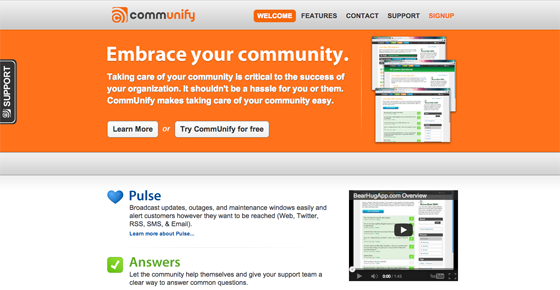 communify
WELCOME
FEATURES
CONTACT
SUPPORT
SIGNUP
SUPPORT
Embrace your community.
Taking care of your community is critical to the success of
your organization. It shouldn't be a hassle for you or them.
CommUnify makes taking care of your community easy.
Learn More or Try CommUnify for free
Pulse
Broadcast updates, outages, and maintenance windows easily and
alert customers however they want to be reached (Web, Twitter,
RSS, SMS, & Email).
Learn more about Pulse...
Answers
Let the community help themselves and give your support team a
clear way to answer common questions.
BearHugApp.com Overview
0:00 / 1:43
YouTube